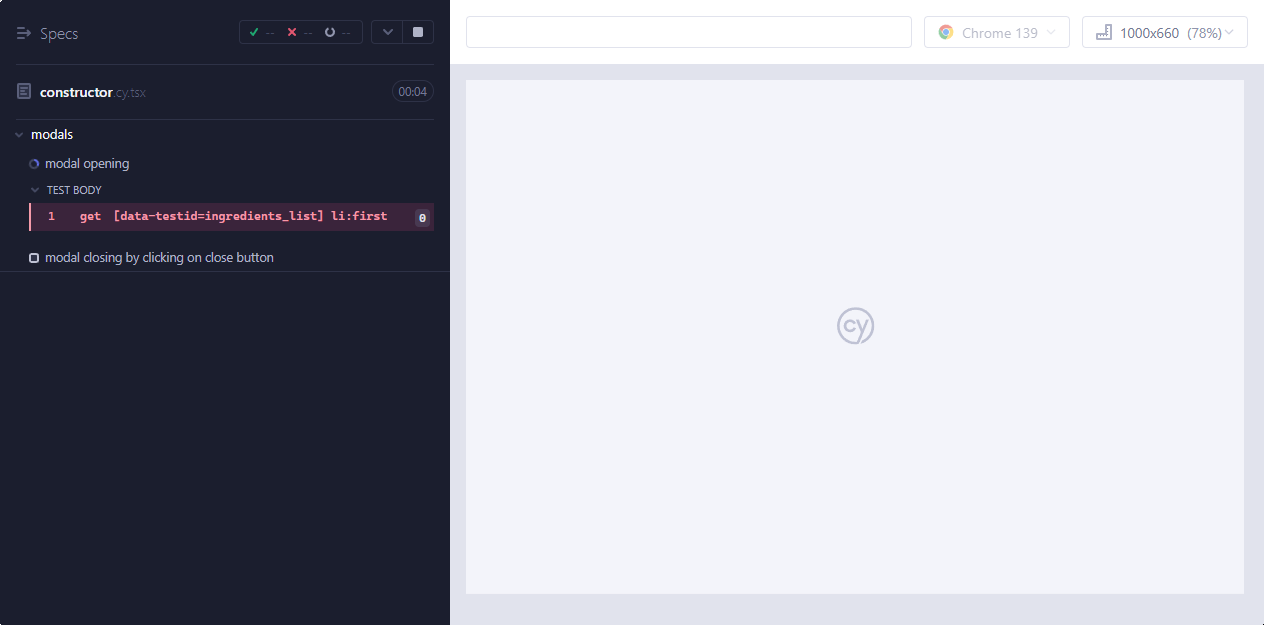 Specs
-- -- --
constructor.cy.tsx
00:04
modals
modal opening
TEST BODY
1 get [data-testid=ingredients_list] li:first 0
modal closing by clicking on close button
Chrome 139
1000x660 (78%)
cy